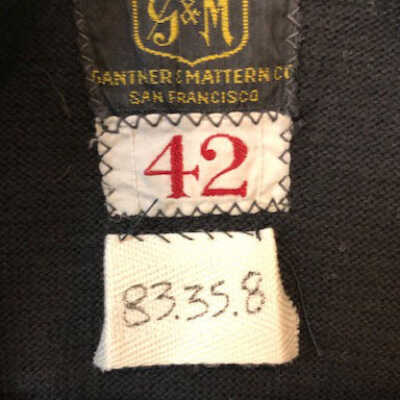 G&M
GANTNER & MATTERN CO
SAN FRANCISCO
42
83.35.8